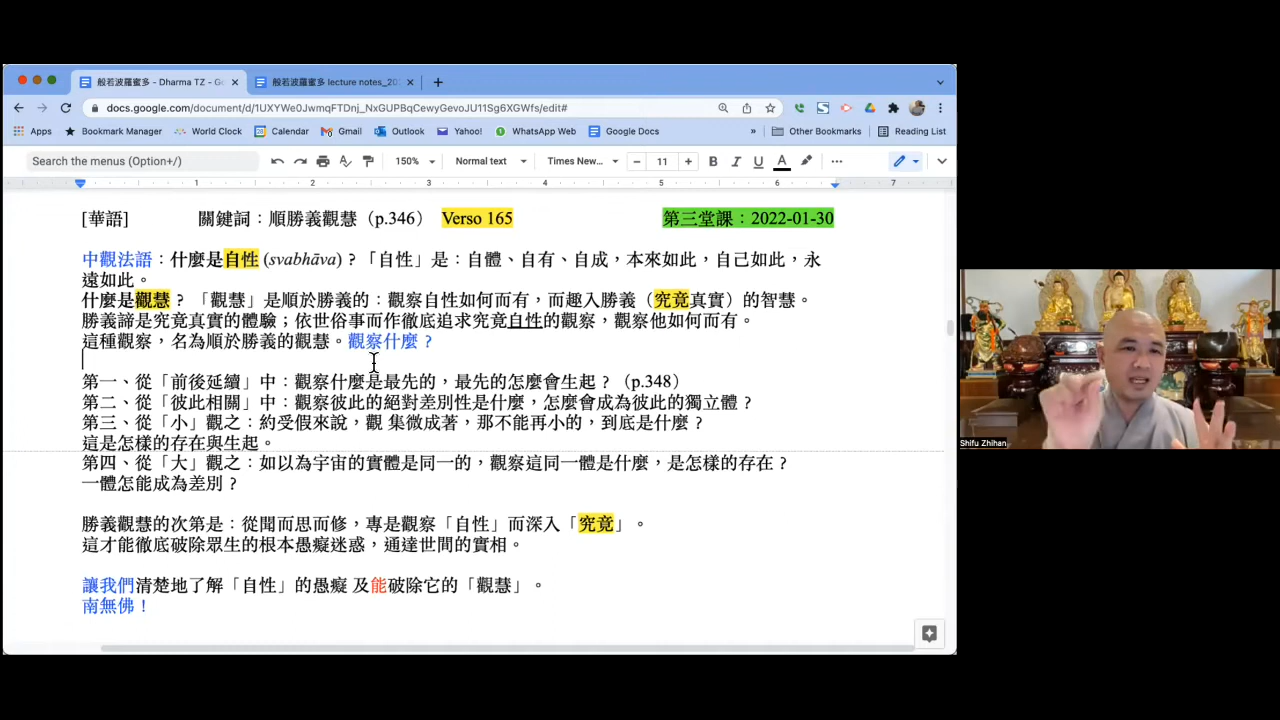 般若波羅蜜多 - Dharma TZ - G
般若波羅蜜多 lecture notes_20
docs.google.com/document/d/1UXYWe0JwmqFTDnj_NxGUPBqCewyGevoJU11Sg6XGWfs/edit#
Apps Bookmark Manager World Clock Calendar Gmail Outlook Yahoo! WhatsApp Web Google Docs » Other Bookmarks Reading List
Search the menus (Option+/) 150% Normal text Times New... 11 B I U A
1 2 3 4 5 6 7
[華語] 關鍵詞：順勝義觀慧（p.346） Verso 165 第三堂課：2022-01-30
中觀法語：什麼是自性 (svabhāva)？「自性」是：自體、自有、自成，本來如此，自己如此，永
遠如此。
什麼是觀慧？「觀慧」是順於勝義的：觀察自性如何而有，而趣入勝義（究竟真實）的智慧。
勝義諦是究竟真實的體驗；依世俗事而作徹底追求究竟自性的觀察，觀察他如何而有。
這種觀察，名為順於勝義的觀慧。觀察什麼？
第一、從「前後延續」中：觀察什麼是最先的，最先的怎麼會生起？（p.348）
第二、從「彼此相關」中：觀察彼此的絕對差別性是什麼，怎麼會成為彼此的獨立體？
第三、從「小」觀之：約受假來說，觀 集微成著，那不能再小的，到底是什麼？
這是怎樣的存在與生起。
第四、從「大」觀之：如以為宇宙的實體是同一的，觀察這同一體是什麼，是怎樣的存在？
一體怎能成為差別？
勝義觀慧的次第是：從聞而思而修，專是觀察「自性」而深入「究竟」。
這才能徹底破除眾生的根本愚癡迷惑，通達世間的實相。
讓我們清楚地了解「自性」的愚癡 及能破除它的「觀慧」。
南無佛！
Shifu Zhihan